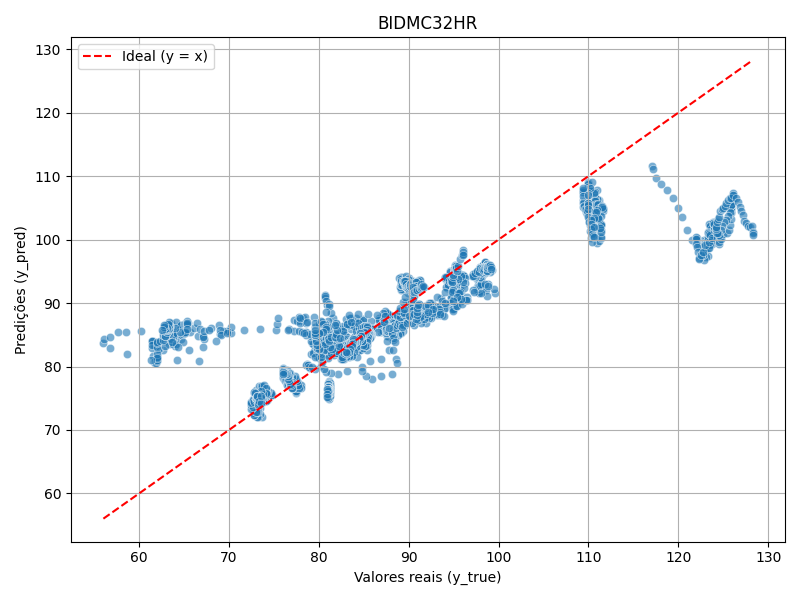 BIDMC32HR
Ideal (y = x)
130
120
110
100
90
80
70
60
Predições (y_pred)
60 70 80 90 100 110 120 130
Valores reais (y_true)